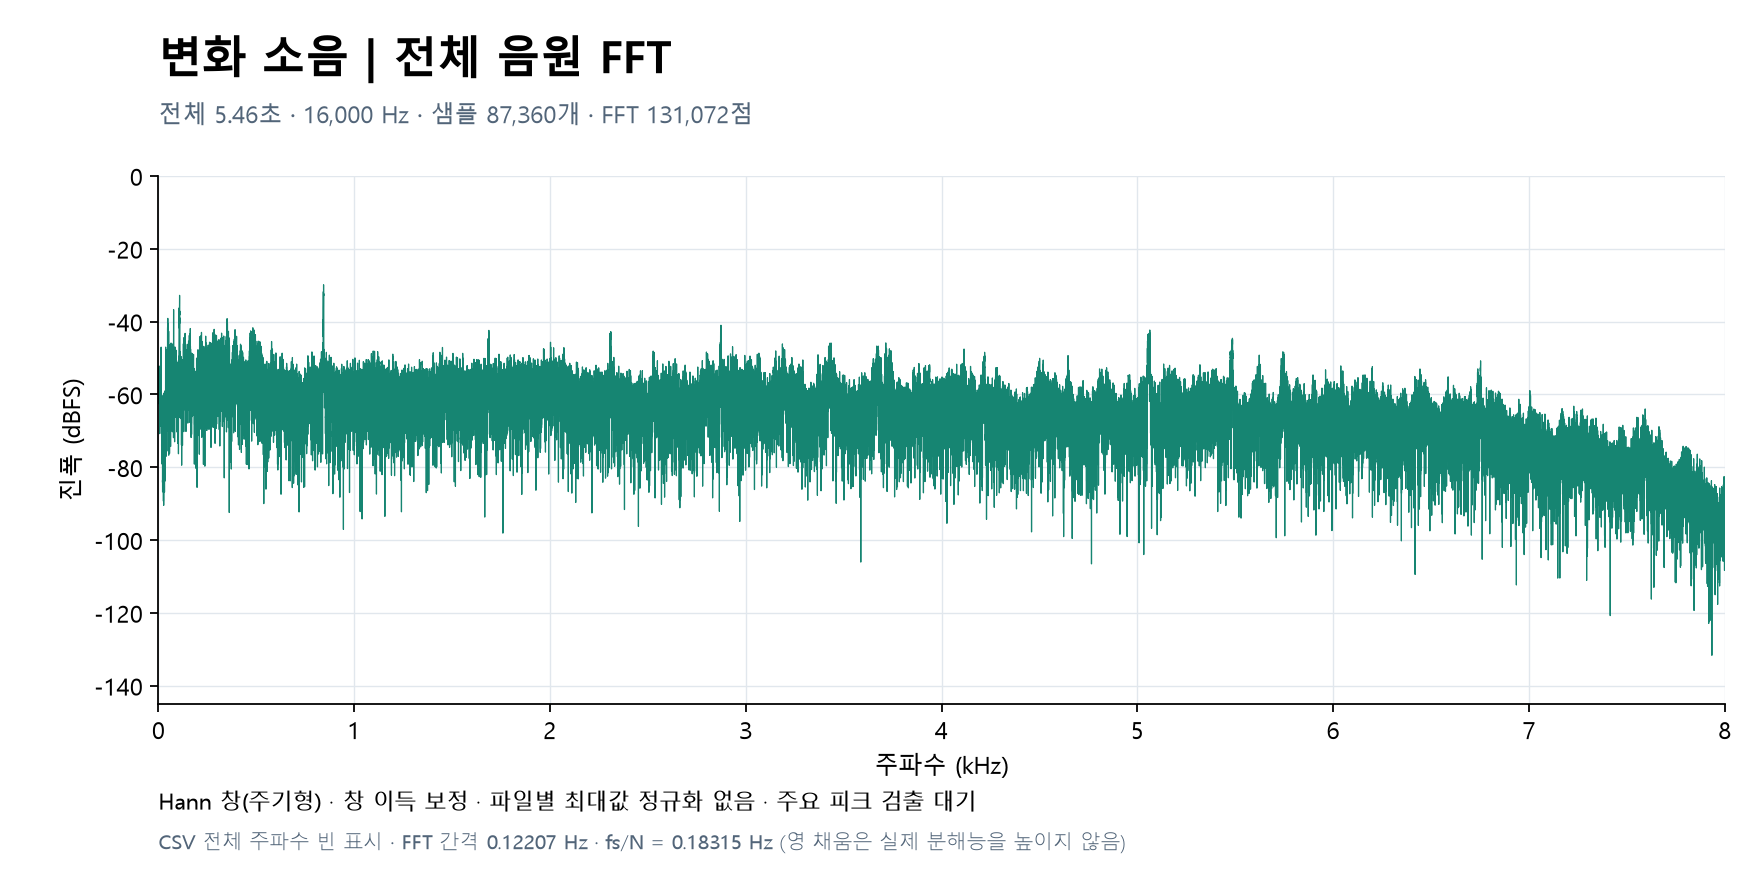 변화 소음 | 전체 음원 FFT
전체 5.46초 · 16,000 Hz · 샘플 87,360개 · FFT 131,072점
0
-20
-40
-60
-80
-100
-120
-140
진폭 (dBFS)
0 1 2 3 4 5 6 7 8
주파수 (kHz)
Hann 창(주기형) · 창 이득 보정 · 파일별 최대값 정규화 없음 · 주요 피크 검출 대기
CSV 전체 주파수 빈 표시 · FFT 간격 0.12207 Hz · fs/N = 0.18315 Hz (영 채움은 실제 분해능을 높이지 않음)